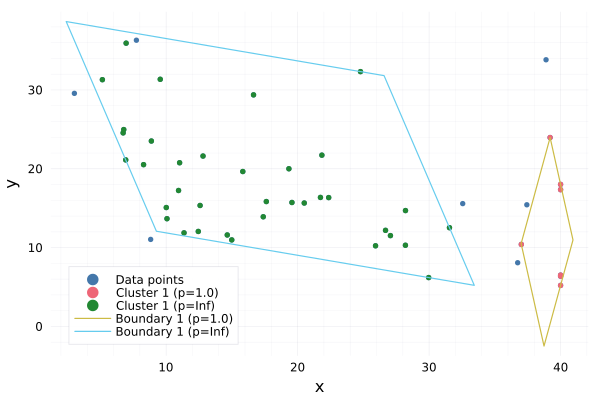 y
30
20
10
0
Data points
Cluster 1 (p=1.0)
Cluster 1 (p=Inf)
Boundary 1 (p=1.0)
Boundary 1 (p=Inf)
10
20
30
40
x